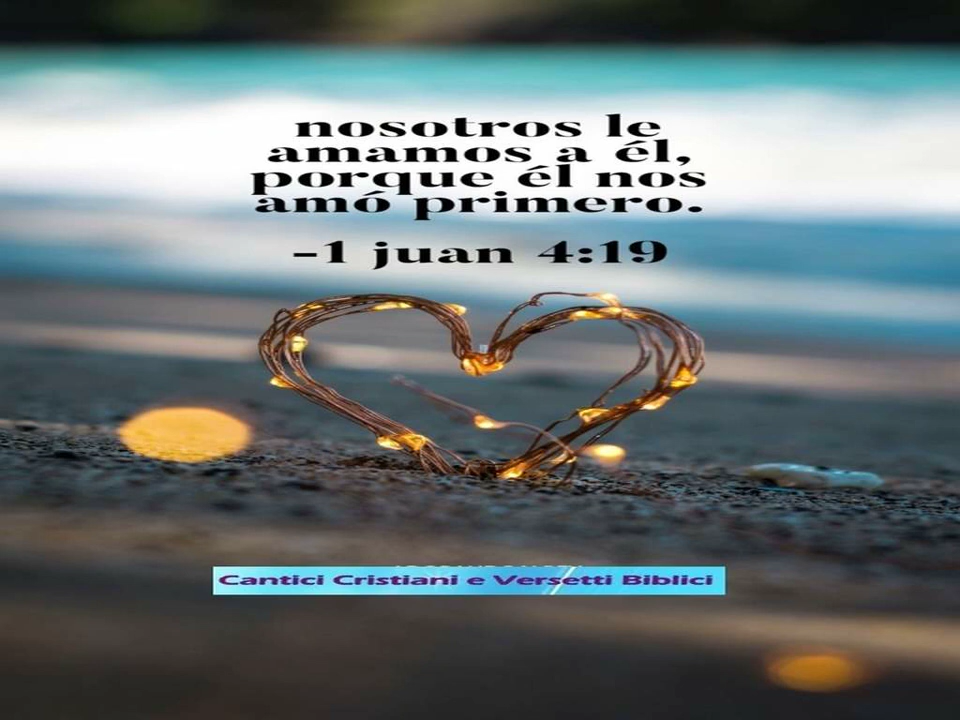 nosotros le
amamos a él,
porque él nos
amó primero.
-1 juan 4:19
Cantici Cristiani e Versetti Biblici